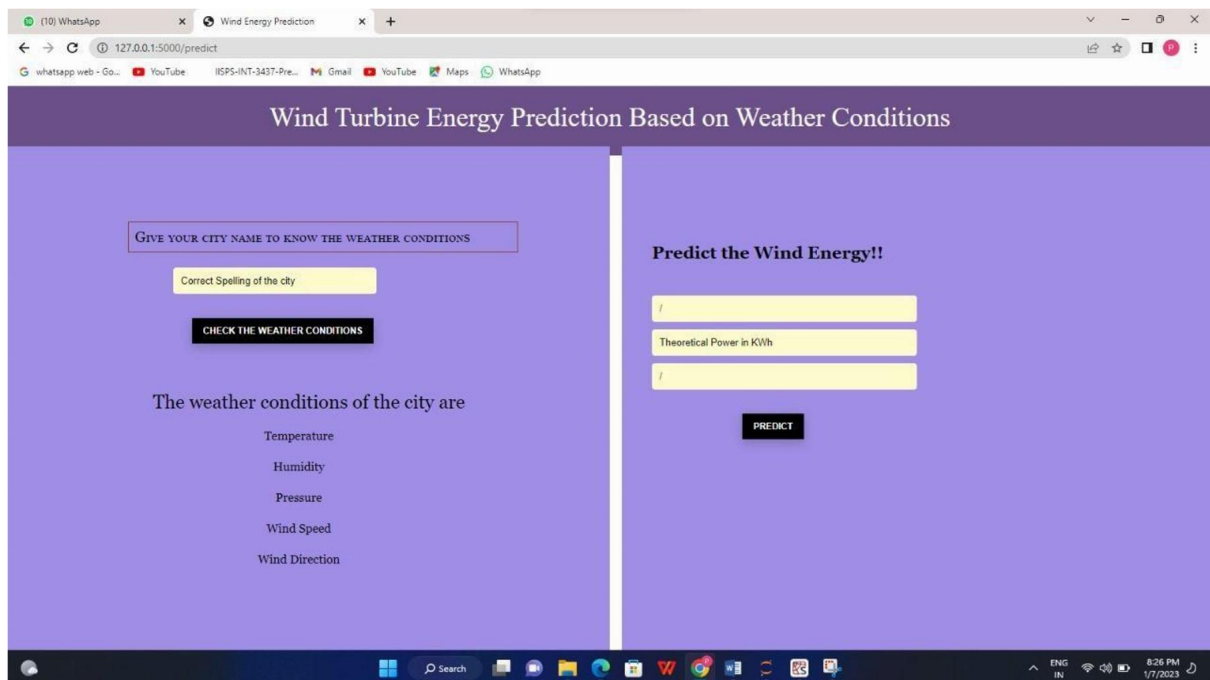 (10) WhatsApp
Wind Energy Prediction
127.0.0.1:5000/predict
whatsapp web - Go...
YouTube
IISPS-INT-3437-Pre...
Gmail
YouTube
Maps
WhatsApp
Wind Turbine Energy Prediction Based on Weather Conditions
Give your city name to know the weather conditions
Correct Spelling of the city
CHECK THE WEATHER CONDITIONS
The weather conditions of the city are
Temperature
Humidity
Pressure
Wind Speed
Wind Direction
Predict the Wind Energy!!
/
Theoretical Power in KWh
/
PREDICT
Search
ENG
IN
8:26 PM
1/7/2023